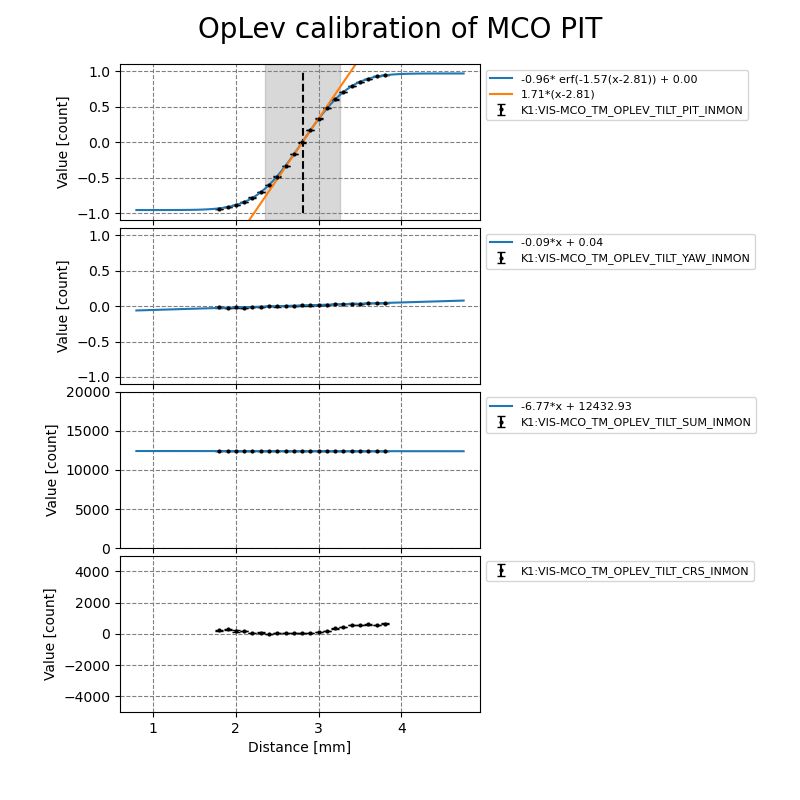 OpLev calibration of MCO PIT
1.0
0.5
0.0
−0.5
−1.0
Value [count]
-0.96* erf(-1.57(x-2.81)) + 0.00
1.71*(x-2.81)
K1:VIS-MCO_TM_OPLEV_TILT_PIT_INMON
1.0
0.5
0.0
−0.5
−1.0
Value [count]
-0.09*x + 0.04
K1:VIS-MCO_TM_OPLEV_TILT_YAW_INMON
20000
15000
10000
5000
0
Value [count]
-6.77*x + 12432.93
K1:VIS-MCO_TM_OPLEV_TILT_SUM_INMON
4000
2000
0
−2000
−4000
Value [count]
K1:VIS-MCO_TM_OPLEV_TILT_CRS_INMON
1 2 3 4
Distance [mm]